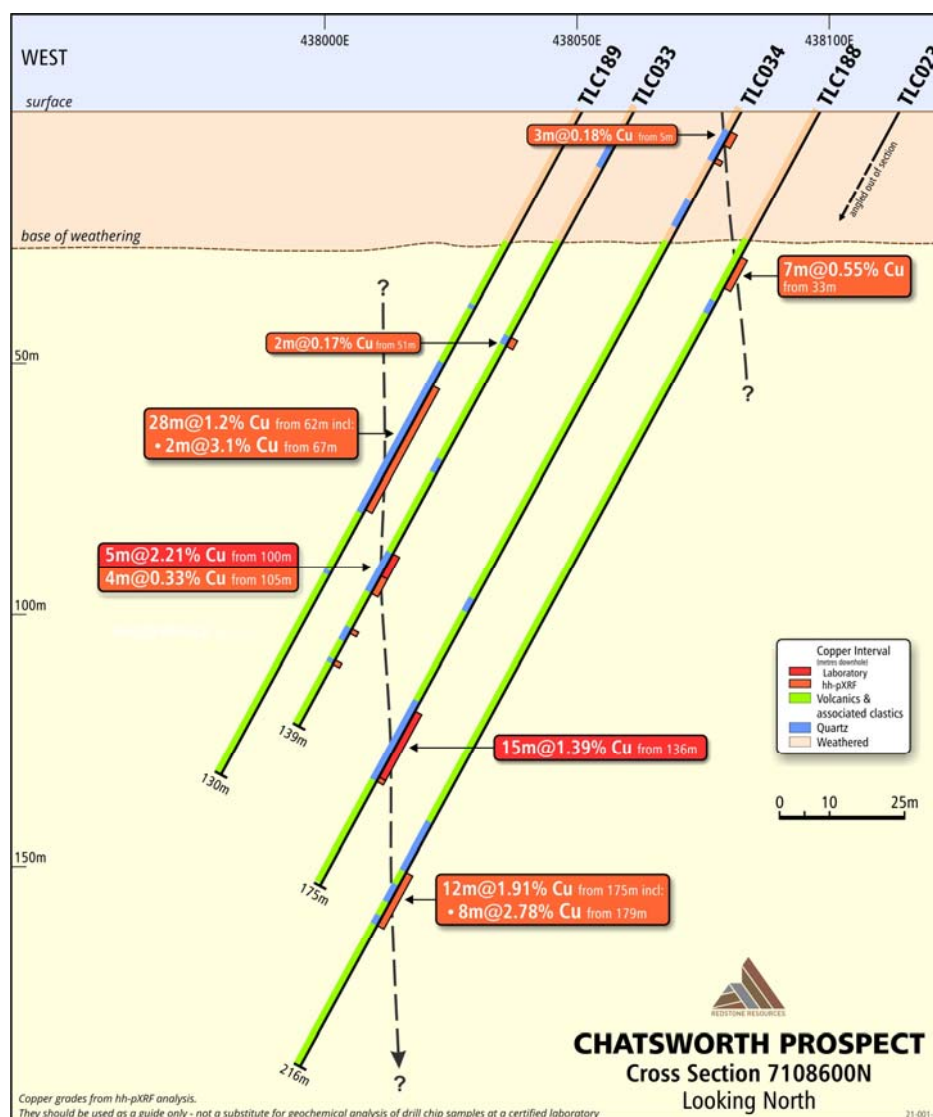 438000E
438050E
438100E
WEST
TLC189
TLC033
TLC034
TLC188
TLC023
surface
3m@0.18% Cu from 5m
angled out of section
base of weathering
?
7m@0.55% Cu
from 33m
2m@0.17% Cu from 51m
50m
?
28m@1.2% Cu from 62m incl:
• 2m@3.1% Cu from 67m
5m@2.21% Cu from 100m
4m@0.33% Cu from 105m
100m
Copper Interval
(metres downhole)
Laboratory
hh-pXRF
Volcanics &
associated clastics
Quartz
Weathered
139m
15m@1.39% Cu from 136m
130m
0 10 25m
150m
175m
12m@1.91% Cu from 175m incl:
• 8m@2.78% Cu from 179m
REDSTONE RESOURCES
CHATSWORTH PROSPECT
Cross Section 7108600N
Looking North
216m
?
Copper grades from hh-pXRF analysis.
They should be used as a guide only - not a substitute for geochemical analysis of drill chip samples at a certified laboratory